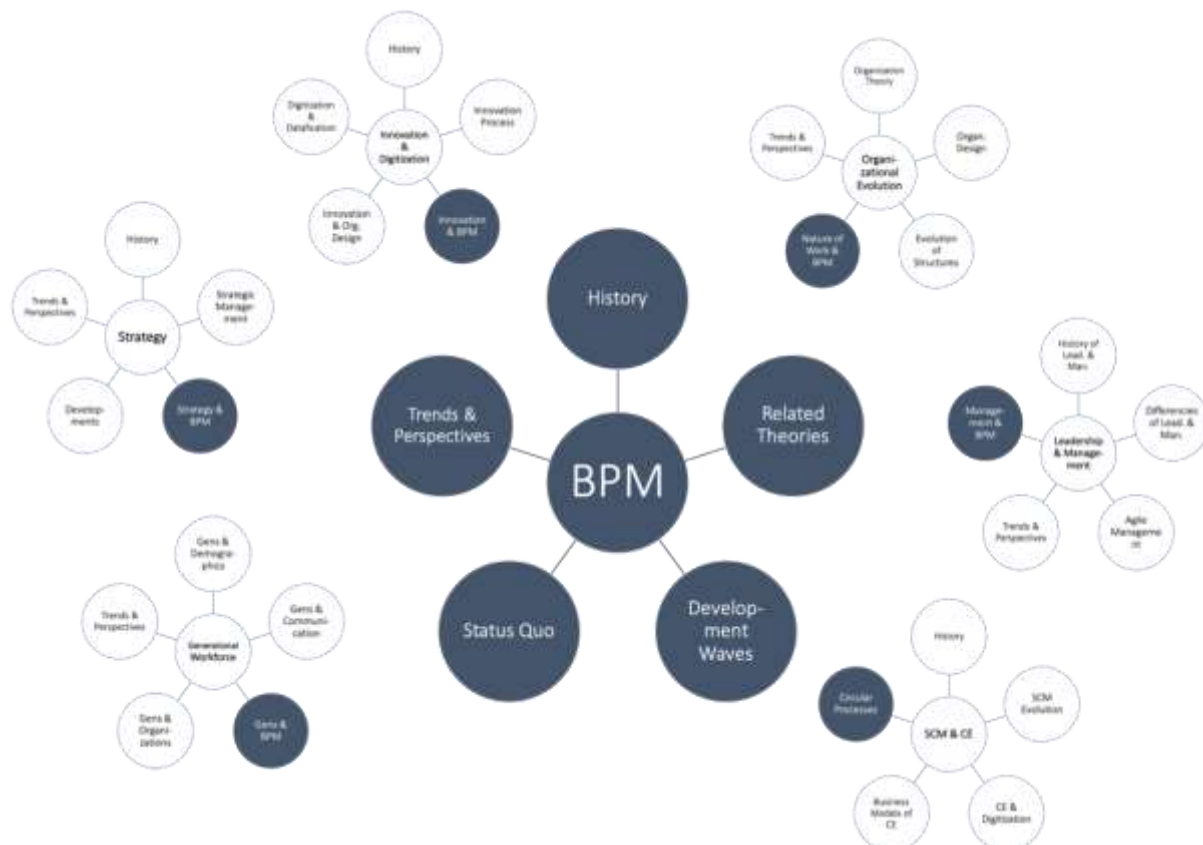 History
Digitization
& Datafication
Innovation
&
Digitization
Innovation
Process
Innovation
& Org.
Design
Innovation
& BPM
Organization
Theory
Trends &
Perspectives
Organi-
zational
Evolution
Organ.
Design
Nature of
Work & BPM
Evolution
of
Structures
History
Trends &
Perspectives
Strategy
Strategic
Manage-
ment
Develop-
ments
Strategy &
BPM
History
Trends &
Perspectives
BPM
Related
Theories
Status Quo
Develop-
ment
Waves
History of
Lead. &
Man.
Manage-
ment & BPM
Leadership
& Manage-
ment
Differencies
of Lead. &
Man.
Trends &
Perspectives
Agile
Manageme
nt
Gens &
Demogra-
phics
Trends &
Perspectives
Generational
Workforce
Gens &
Communi-
cation
Gens &
Organi-
zations
Gens &
BPM
History
Circular
Processes
SCM & CE
SCM
Evolution
Business
Models of
CE
CE &
Digitization